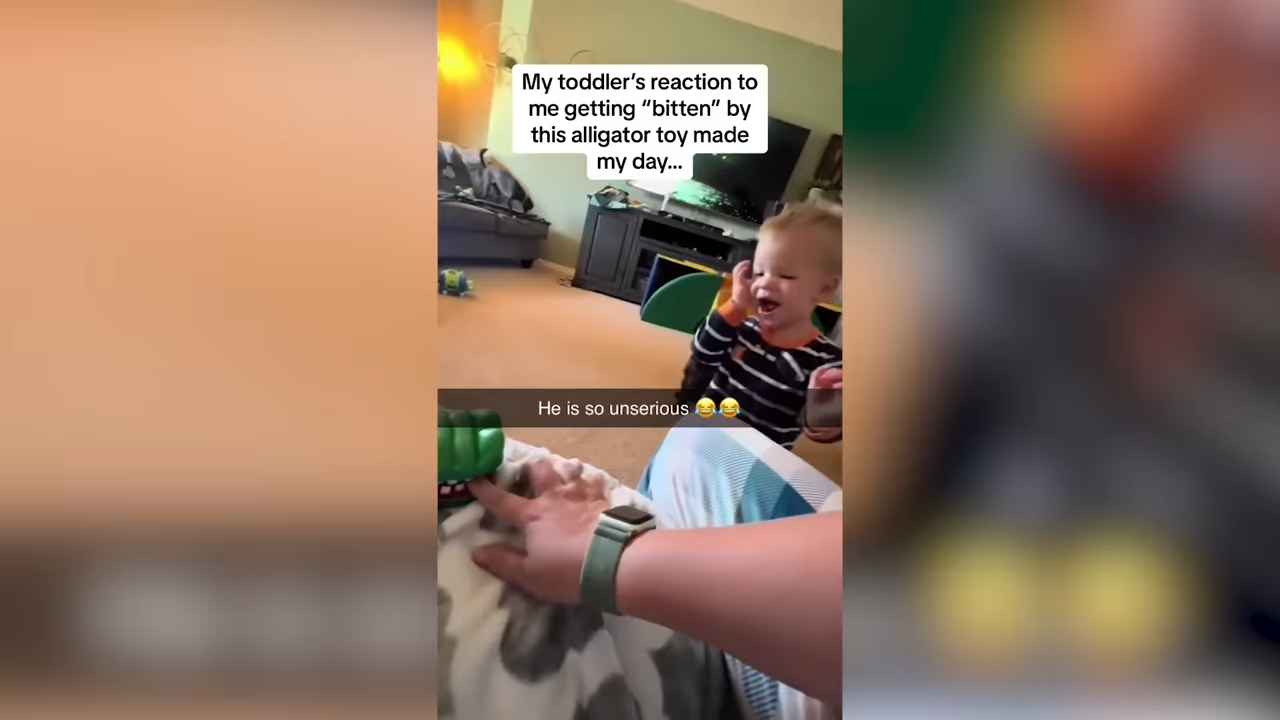 My toddler’s reaction to
me getting “bitten” by
this alligator toy made
my day...
He is so unserious 😂😂